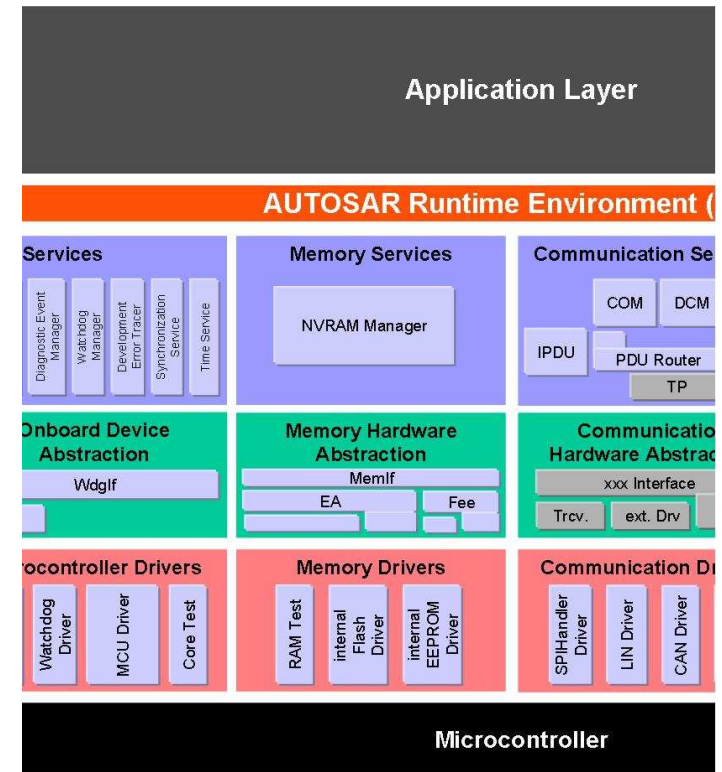 Application Layer
AUTOSAR Runtime Environment (
Services
Diagnostic Event
Manager
Watchdog
Manager
Development
Error Tracer
Synchronization
Service
Time Service
Memory Services
NVRAM Manager
Communication Se
COM
DCM
IPDU
PDU Router
TP
Onboard Device
Abstraction
WdgIf
Memory Hardware
Abstraction
MemIf
EA
Fee
Communicatio
Hardware Abstrac
xxx Interface
Trcv.
ext. Drv
rocontroller Drivers
Watchdog
Driver
MCU Driver
Core Test
Memory Drivers
RAM Test
internal
Flash
Driver
internal
EEPROM
Driver
Communication Dr
SPIHandler
Driver
LIN Driver
CAN Driver
Microcontroller